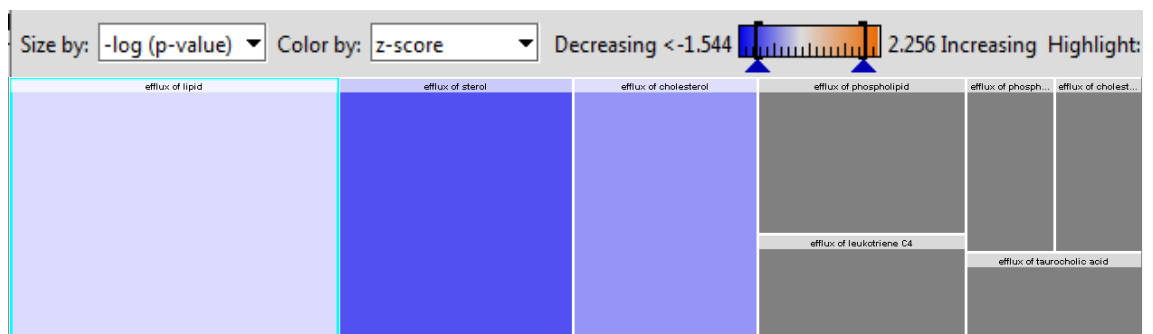 Size by: -log (p-value) Color by: z-score Decreasing <-1.544 2.256 Increasing Highlight:
efflux of lipid efflux of sterol efflux of cholesterol efflux of phospholipid efflux of phosph... efflux of cholest...
efflux of leukotriene C4
efflux of taurocholic acid